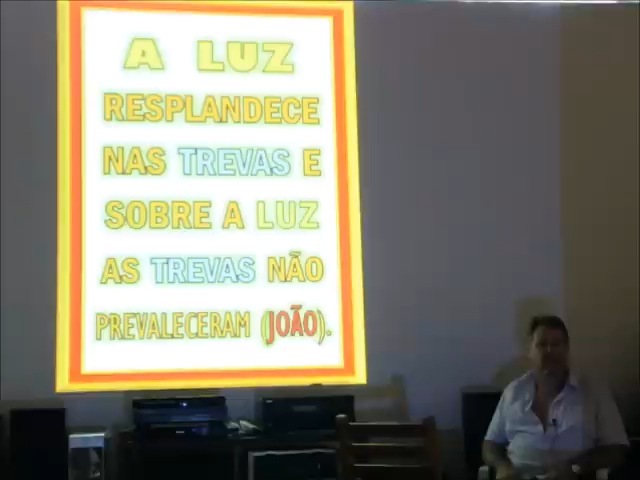 A LUZ
RESPLANDECE
NAS TREVAS E
SOBRE A LUZ
AS TREVAS NÃO
PREVALECERAM (JOÃO).